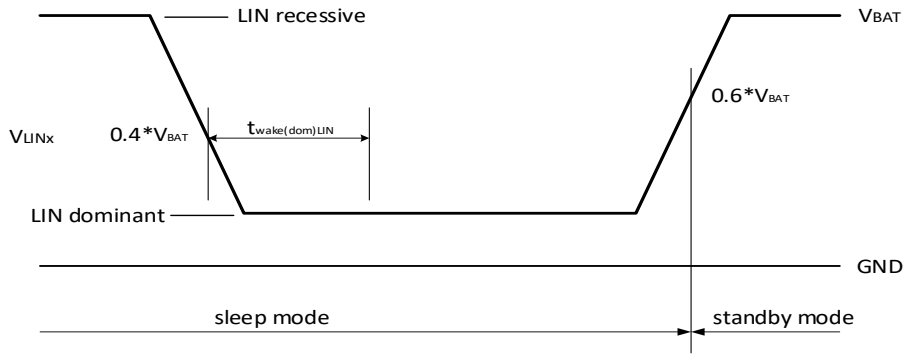 LIN recessive
VBAT
0.6*VBAT
VLINx
0.4*VBAT
twake(dom)LIN
LIN dominant
GND
sleep mode
standby mode